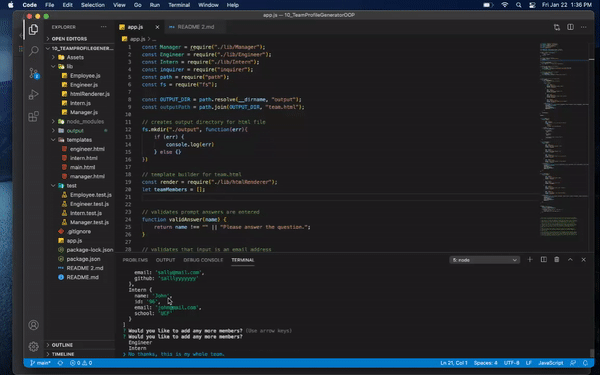 Code File Edit Selection View Go Run Terminal Window Help
Fri Jan 22 1:36 PM
app.js — 10_TeamProfileGeneratorOOP
EXPLORER
OPEN EDITORS
10_TEAMPROFILEGENER
Assets
lib
Employee.js
Engineer.js
htmlRenderer.js
Intern.js
Manager.js
node_modules
output
templates
engineer.html
intern.html
main.html
manager.html
test
Employee.test.js
Engineer.test.js
Intern.test.js
Manager.test.js
.gitignore
app.js
package-lock.json
package.json
README 2.md
README.md
OUTLINE
TIMELINE
app.js
README 2.md
app.js > ...
1 const Manager = require("./lib/Manager");
2 const Engineer = require("./lib/Engineer");
3 const Intern = require("./lib/Intern");
4 const inquirer = require("inquirer");
5 const path = require("path");
6 const fs = require("fs");
7
8 const OUTPUT_DIR = path.resolve(__dirname, "output");
9 const outputPath = path.join(OUTPUT_DIR, "team.html");
10
11 // creates output directory for html file
12 fs.mkdir("./output", function(err){
13 if (err) {
14 console.log(err)
15 } else {}
16 })
17
18 // template builder for team.html
19 const render = require("./lib/htmlRenderer");
20 let teamMembers = [];
21
22
23 // validates prompt answers are entered
24 function validAnswer(name) {
25 return name !== "" || "Please answer the question.";
26 }
27
28 // validates that input is an email address
PROBLEMS OUTPUT DEBUG CONSOLE TERMINAL
5: node
email: 'sally@mail.com',
},
Intern {
name: 'John',
email: 'john@mail.com',
school: 'UCF'
}
]
? Would you like to add any more members? (Use arrow keys)
? Would you like to add any more members?
Engineer
Intern
> No thanks, this is my whole team.
main*
0 0
Ln 21, Col 1 Spaces: 4 UTF-8 LF JavaScript